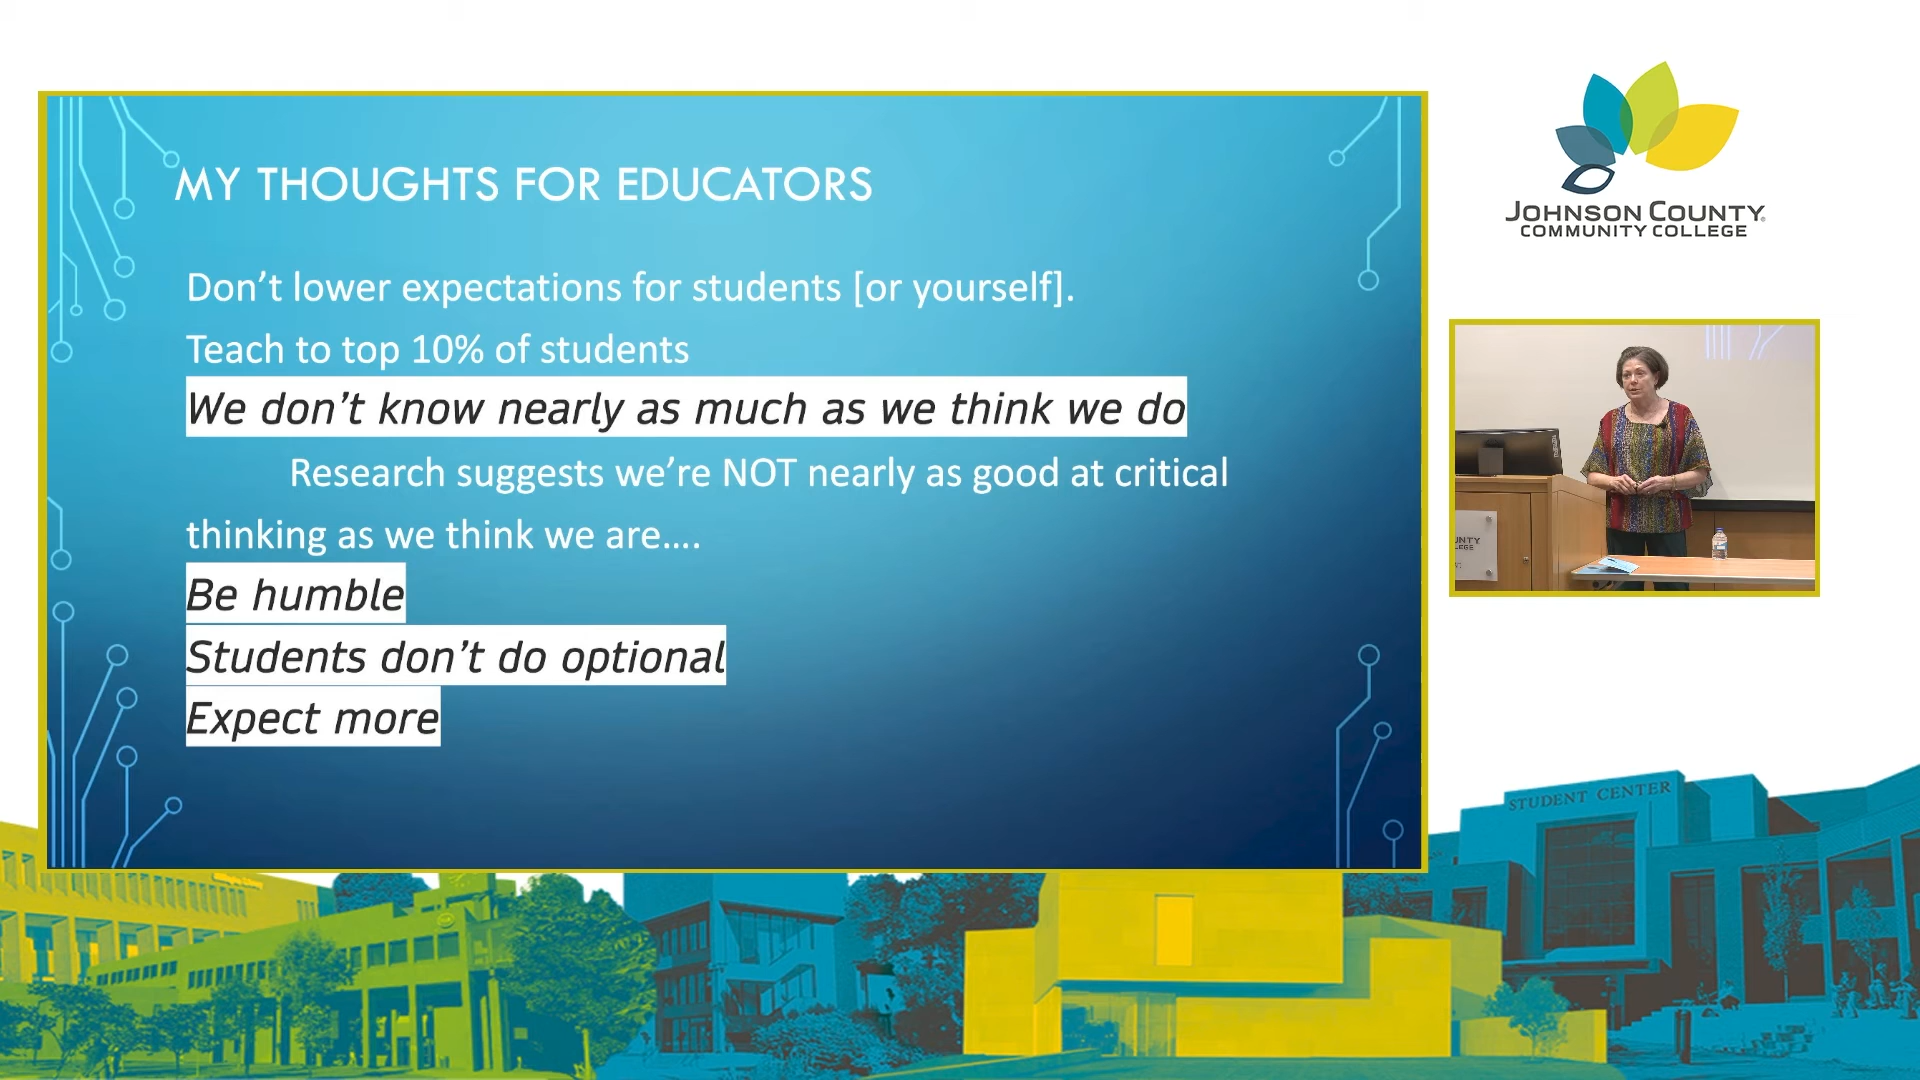 MY THOUGHTS FOR EDUCATORS
Don't lower expectations for students [or yourself].
Teach to top 10% of students
We don't know nearly as much as we think we do
Research suggests we're NOT nearly as good at critical
thinking as we think we are....
Be humble
Students don't do optional
Expect more
JOHNSON COUNTY®
COMMUNITY COLLEGE
STUDENT CENTER